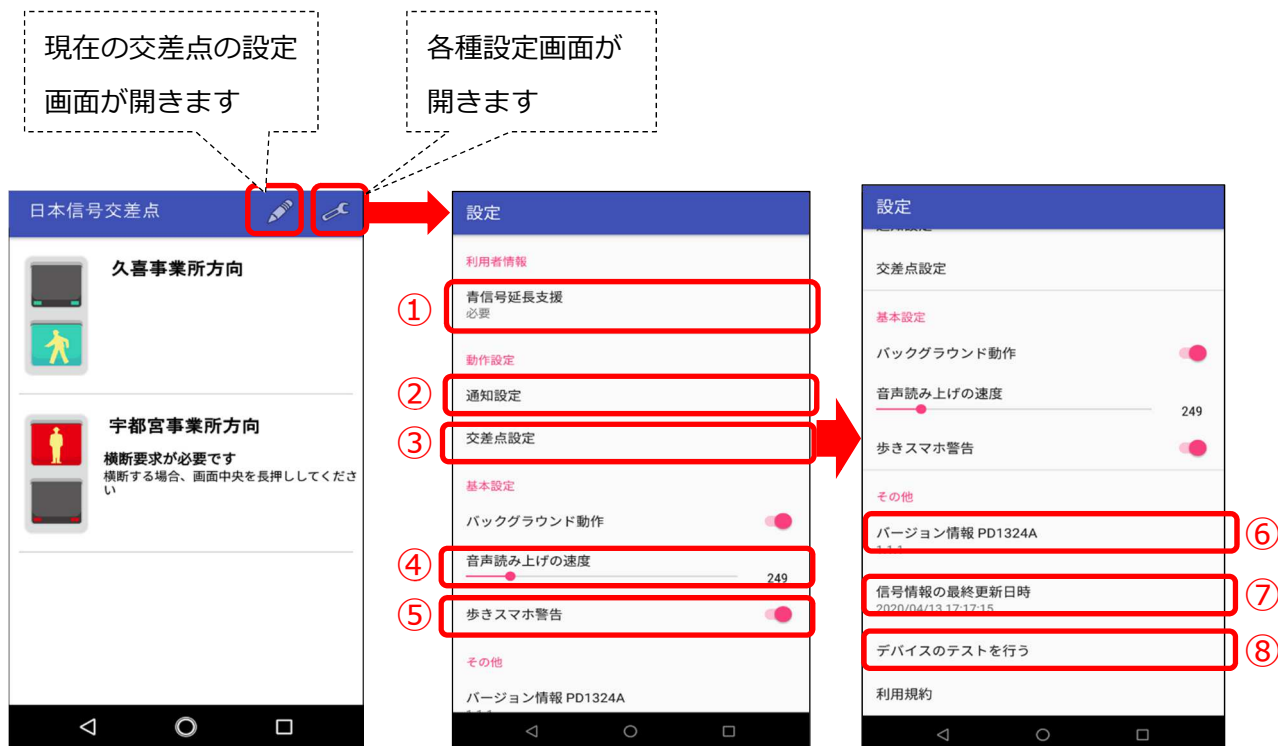 現在の交差点の設定
画面が開きます
各種設定画面が
開きます
日本信号交差点
久喜事業所方向
宇都宮事業所方向
横断要求が必要です
横断する場合、画面中央を長押ししてくださ
い
設定
利用者情報
①
青信号延長支援
必要
動作設定
②
通知設定
③
交差点設定
基本設定
バックグラウンド動作
④
音声読み上げの速度
249
⑤
歩きスマホ警告
その他
バージョン情報 PD1324A
設定
通知設定
交差点設定
基本設定
バックグラウンド動作
音声読み上げの速度
249
歩きスマホ警告
その他
バージョン情報 PD1324A
1.1.1
⑥
信号情報の最終更新日時
2020/04/13 17:17:15
⑦
デバイスのテストを行う
⑧
利用規約